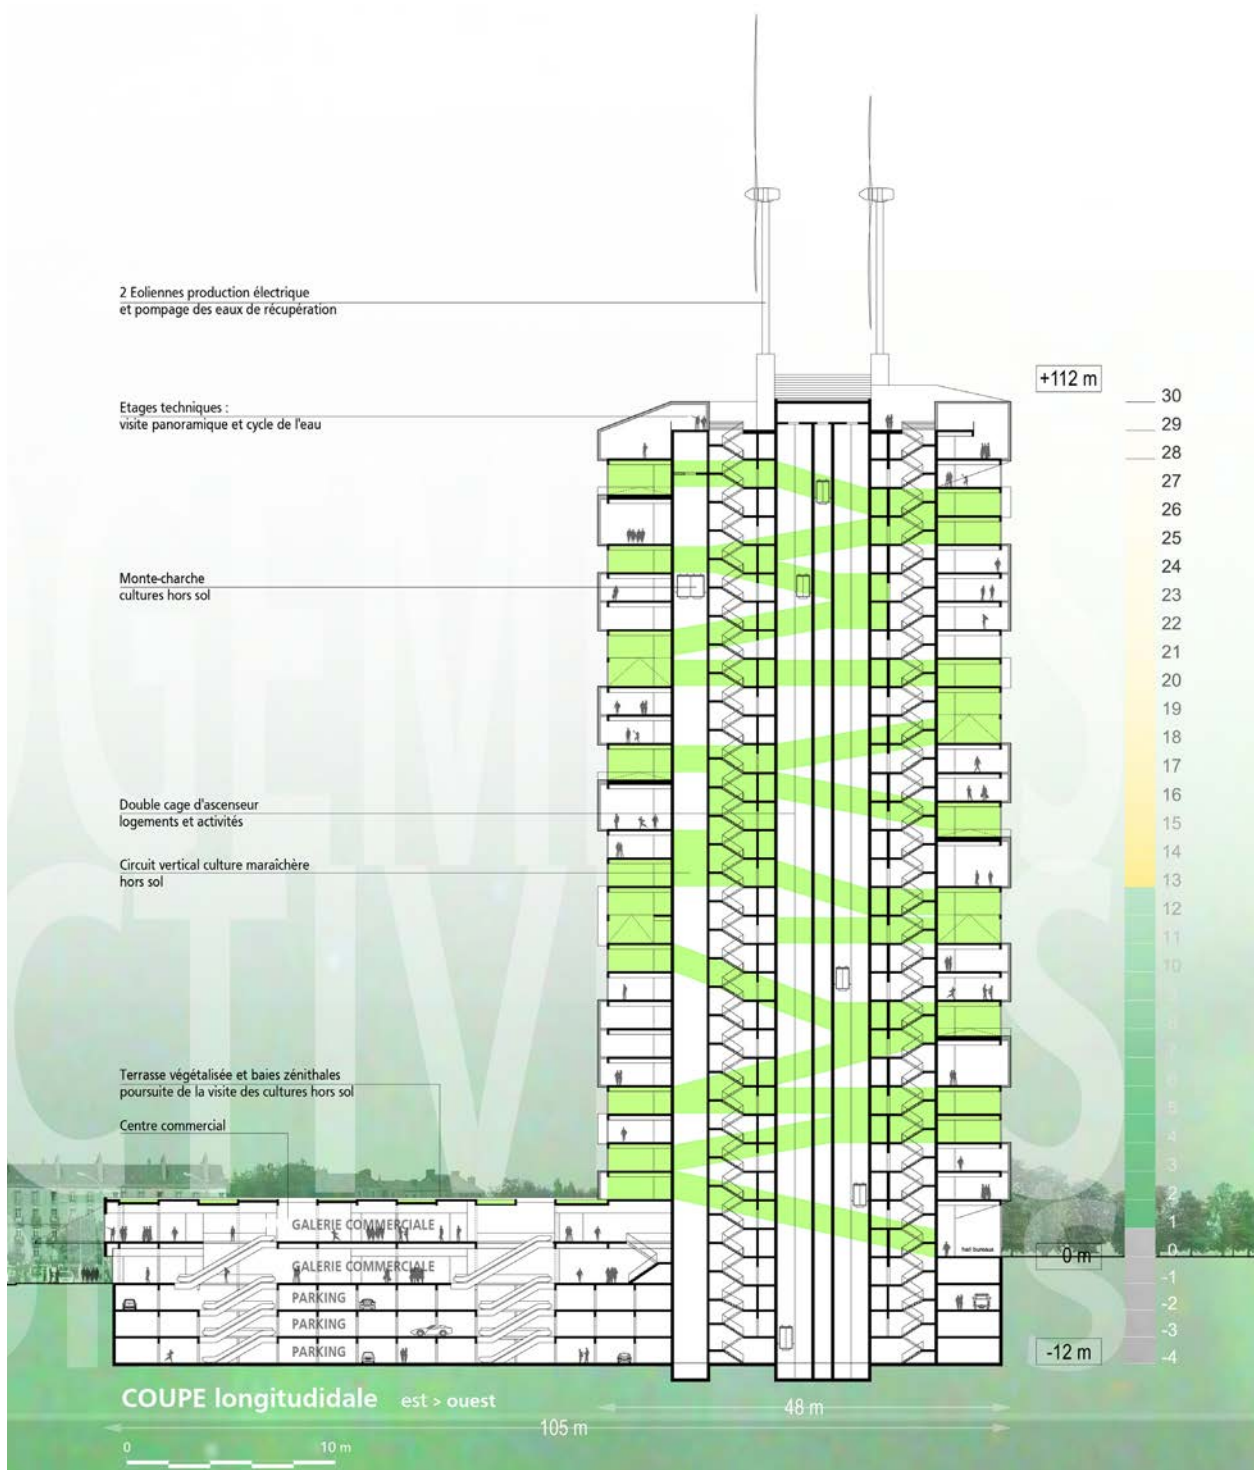 2 Eoliennes production électrique
et pompage des eaux de récupération
+112 m
30
29
28
27
26
25
24
23
22
21
20
19
18
17
16
15
14
13
12
11
10
5
4
3
2
1
0
-1
-2
-3
-4
Etages techniques :
visite panoramique et cycle de l'eau
Monte-charche
cultures hors sol
Double cage d'ascenseur
logements et activités
Circuit vertical culture maraîchère
hors sol
Terrasse végétalisée et baies zénithales
poursuite de la visite des cultures hors sol
Centre commercial
GALERIE COMMERCIALE
GALERIE COMMERCIALE
PARKING
PARKING
PARKING
hall bureaux
0 m
-12 m
COUPE longitudidale est > ouest
48 m
105 m
0 10 m